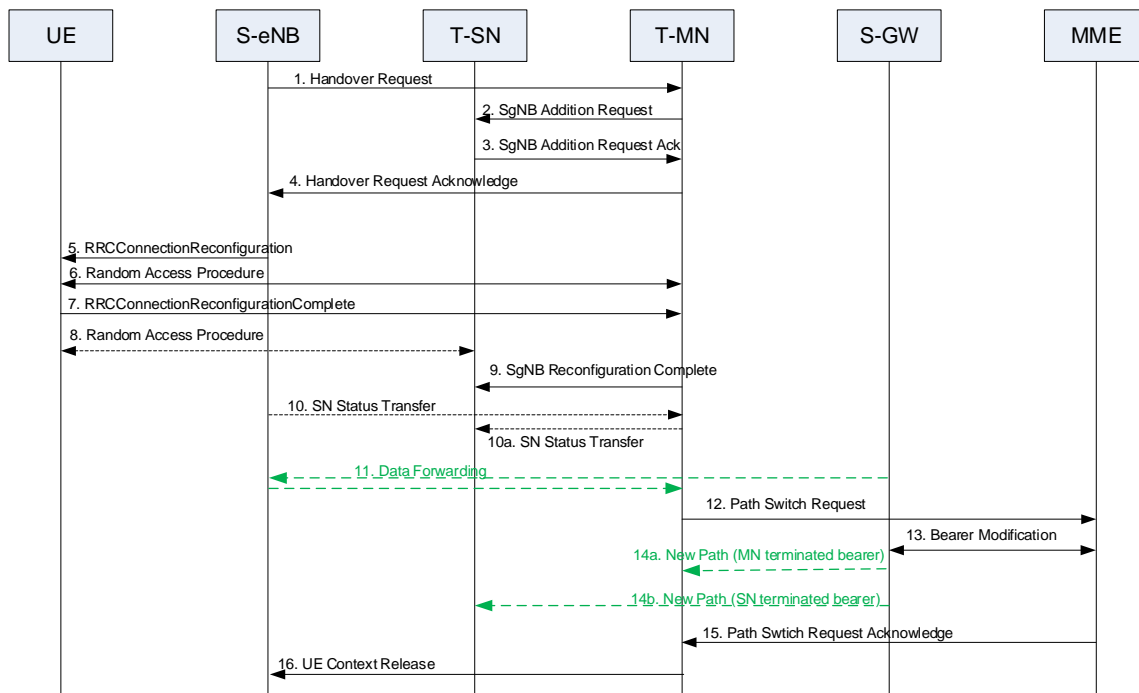 UE
S-eNB
T-SN
T-MN
S-GW
MME
1. Handover Request
2. SgNB Addition Request
3. SgNB Addition Request Ack
4. Handover Request Acknowledge
5. RRCConnectionReconfiguration
6. Random Access Procedure
7. RRCConnectionReconfigurationComplete
8. Random Access Procedure
9. SgNB Reconfiguration Complete
10. SN Status Transfer
10a. SN Status Transfer
11. Data Forwarding
12. Path Switch Request
13. Bearer Modification
14a. New Path (MN terminated bearer)
14b. New Path (SN terminated bearer)
15. Path Swtich Request Acknowledge
16. UE Context Release